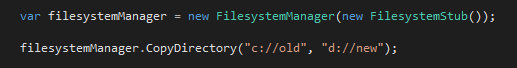 var filesystemManager = new FilesystemManager(new FilesystemStub());
filesystemManager.CopyDirectory("c://old", "d://new");